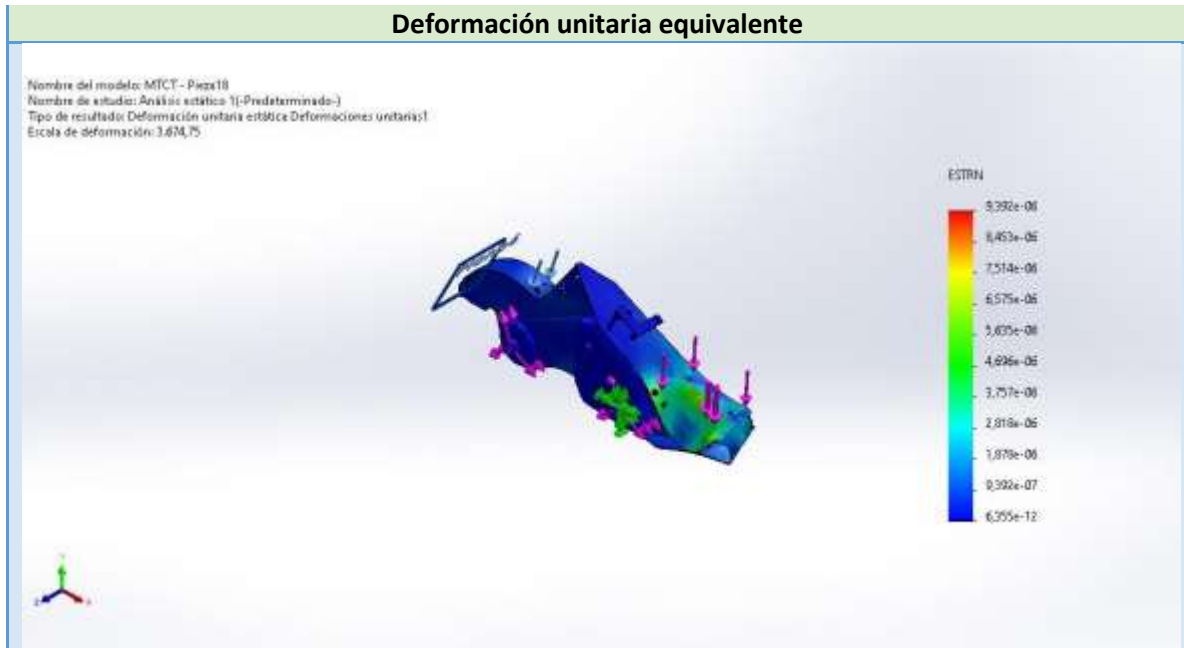 Deformación unitaria equivalente
Nombre del modelo: MTCT - Pieza18
Nombre de estudio: Análisis estático 1(-Predeterminado-)
Tipo de resultado: Deformación unitaria estática Deformaciones unitarias1
Escala de deformación: 3.674,75
ESTRN
9,392e-06
8,453e-06
7,514e-06
6,575e-06
5,635e-06
4,696e-06
3,757e-06
2,818e-06
1,878e-06
9,392e-07
6,355e-12